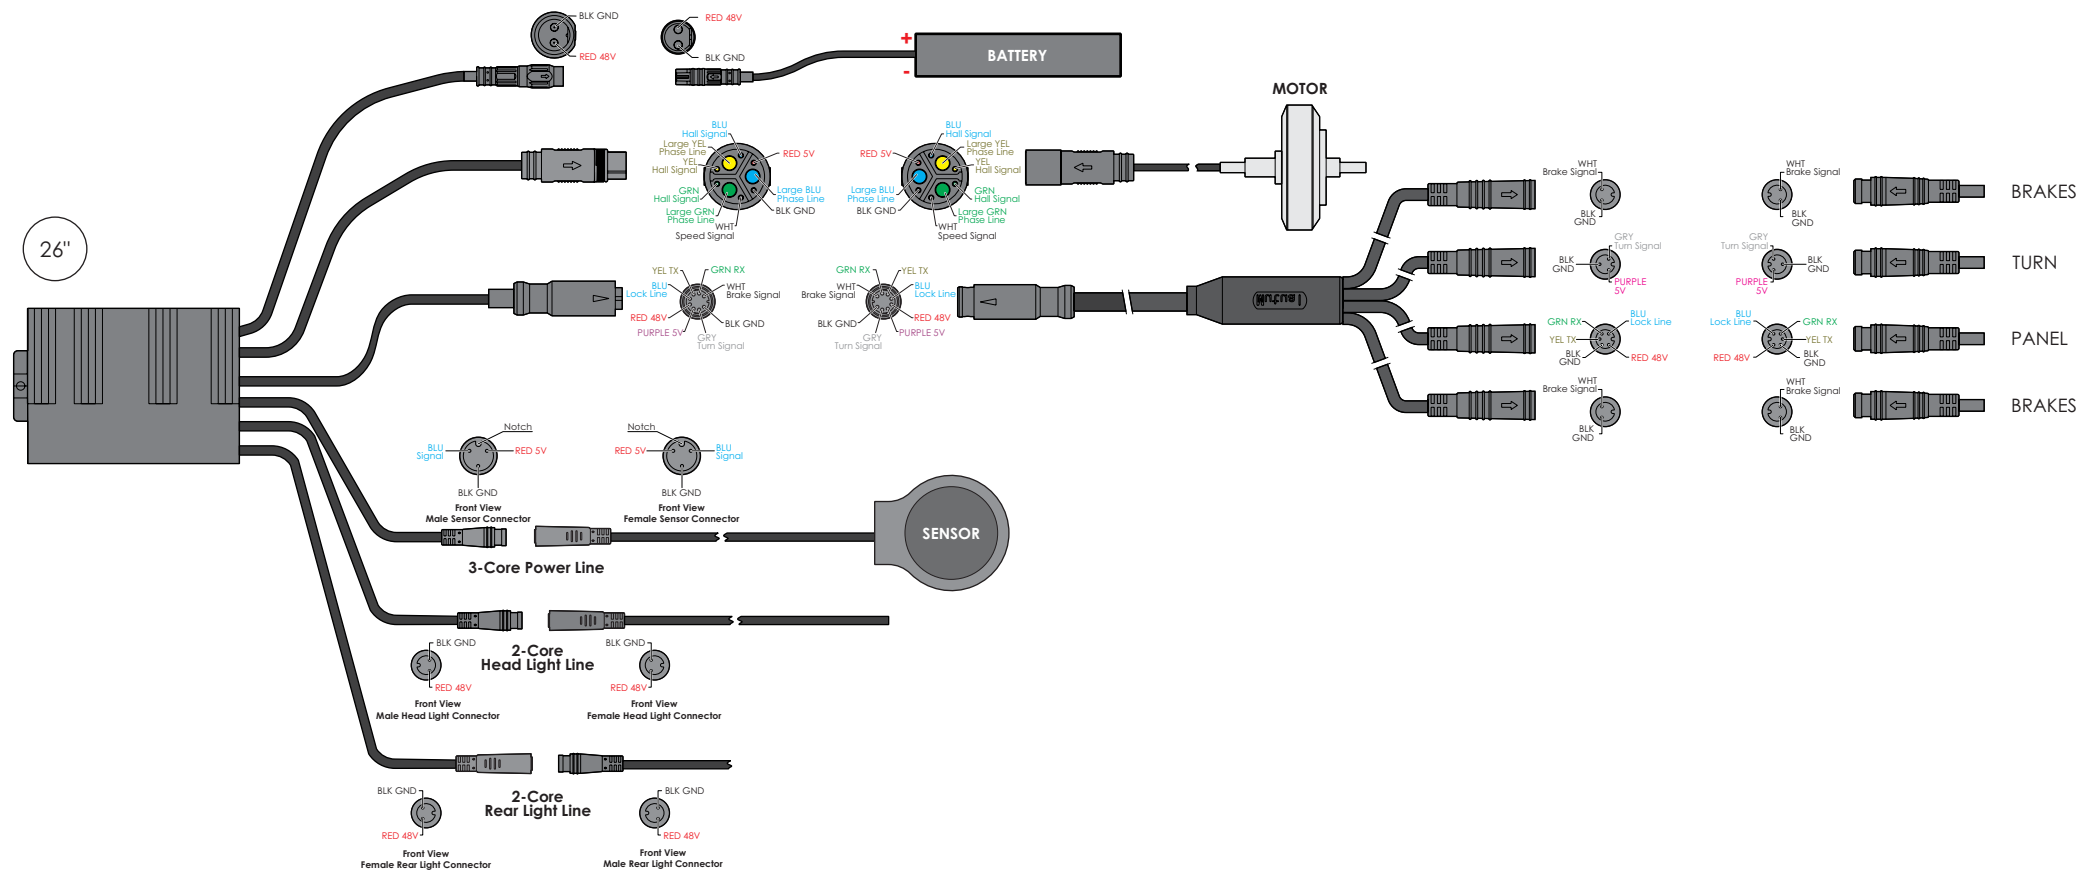 26"
BLK GND
RED 48V
RED 48V
BLK GND
+
-
BATTERY
MOTOR
BLU
Hall Signal
Large YEL
Phase Line
YEL
Hall Signal
GRN
Hall Signal
Large GRN
Phase Line
WHT
Speed Signal
RED 5V
Large BLU
Phase Line
BLK GND
BLU
Hall Signal
Large YEL
Phase Line
YEL
Hall Signal
GRN
Hall Signal
Large GRN
Phase Line
WHT
Speed Signal
RED 5V
Large BLU
Phase Line
BLK GND
YEL TX
BLU
Lock Line
RED 48V
PURPLE 5V
GRN RX
WHT
Brake Signal
BLK GND
GRY
Turn Signal
GRN RX
WHT
Brake Signal
BLK GND
GRY
Turn Signal
YEL TX
BLU
Lock Line
RED 48V
PURPLE 5V
WHT
Brake Signal
BLK
GND
WHT
Brake Signal
BLK
GND
BRAKES
GRY
Turn Signal
BLK
GND
PURPLE
5V
GRY
Turn Signal
BLK
GND
PURPLE
5V
TURN
GRN RX
YEL TX
BLK
GND
BLU
Lock Line
RED 48V
BLU
Lock Line
RED 48V
GRN RX
YEL TX
BLK
GND
PANEL
WHT
Brake Signal
BLK
GND
WHT
Brake Signal
BLK
GND
BRAKES
Notch
BLU
Signal
RED 5V
BLK GND
Front View
Male Sensor Connector
Notch
RED 5V
BLU
Signal
BLK GND
Front View
Female Sensor Connector
SENSOR
3-Core Power Line
BLK GND
RED 48V
Front View
Male Head Light Connector
2-Core
Head Light Line
BLK GND
RED 48V
Front View
Female Head Light Connector
BLK GND
RED 48V
Front View
Female Rear Light Connector
2-Core
Rear Light Line
BLK GND
RED 48V
Front View
Male Rear Light Connector